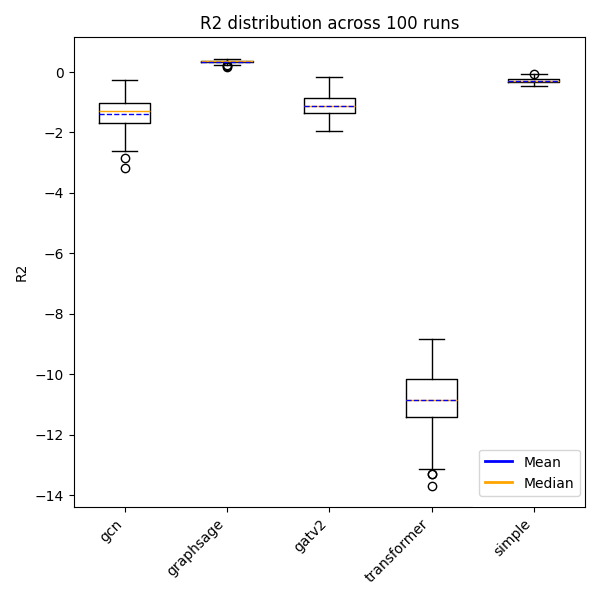 R2 distribution across 100 runs
R2
0
−2
−4
−6
−8
−10
−12
−14
gcn
graphsage
gatv2
transformer
simple
Mean
Median